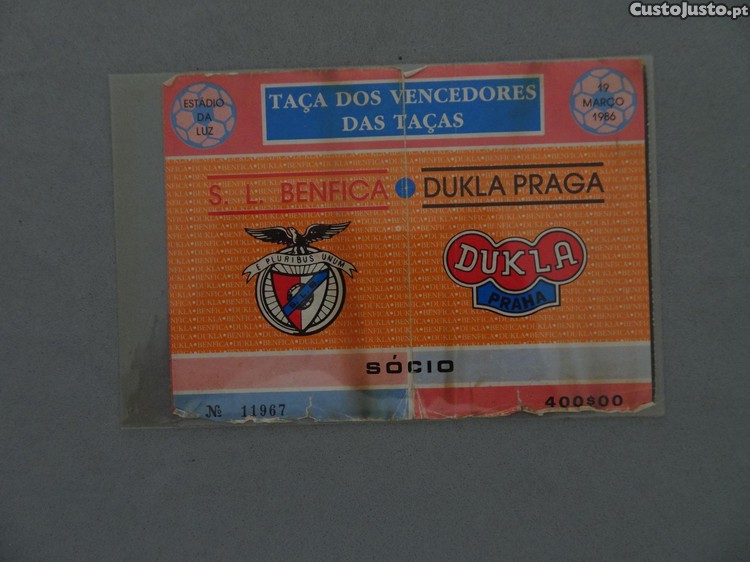 CustoJusto.pt
ESTÁDIO
DA
LUZ
TAÇA DOS VENCEDORES
DAS TAÇAS
19
MARÇO
1986
S. L. BENFICA
DUKLA PRAGA
E PLURIBUS UNUM
DUKLA
PRAHA
SÓCIO
Nº 11967
400$00